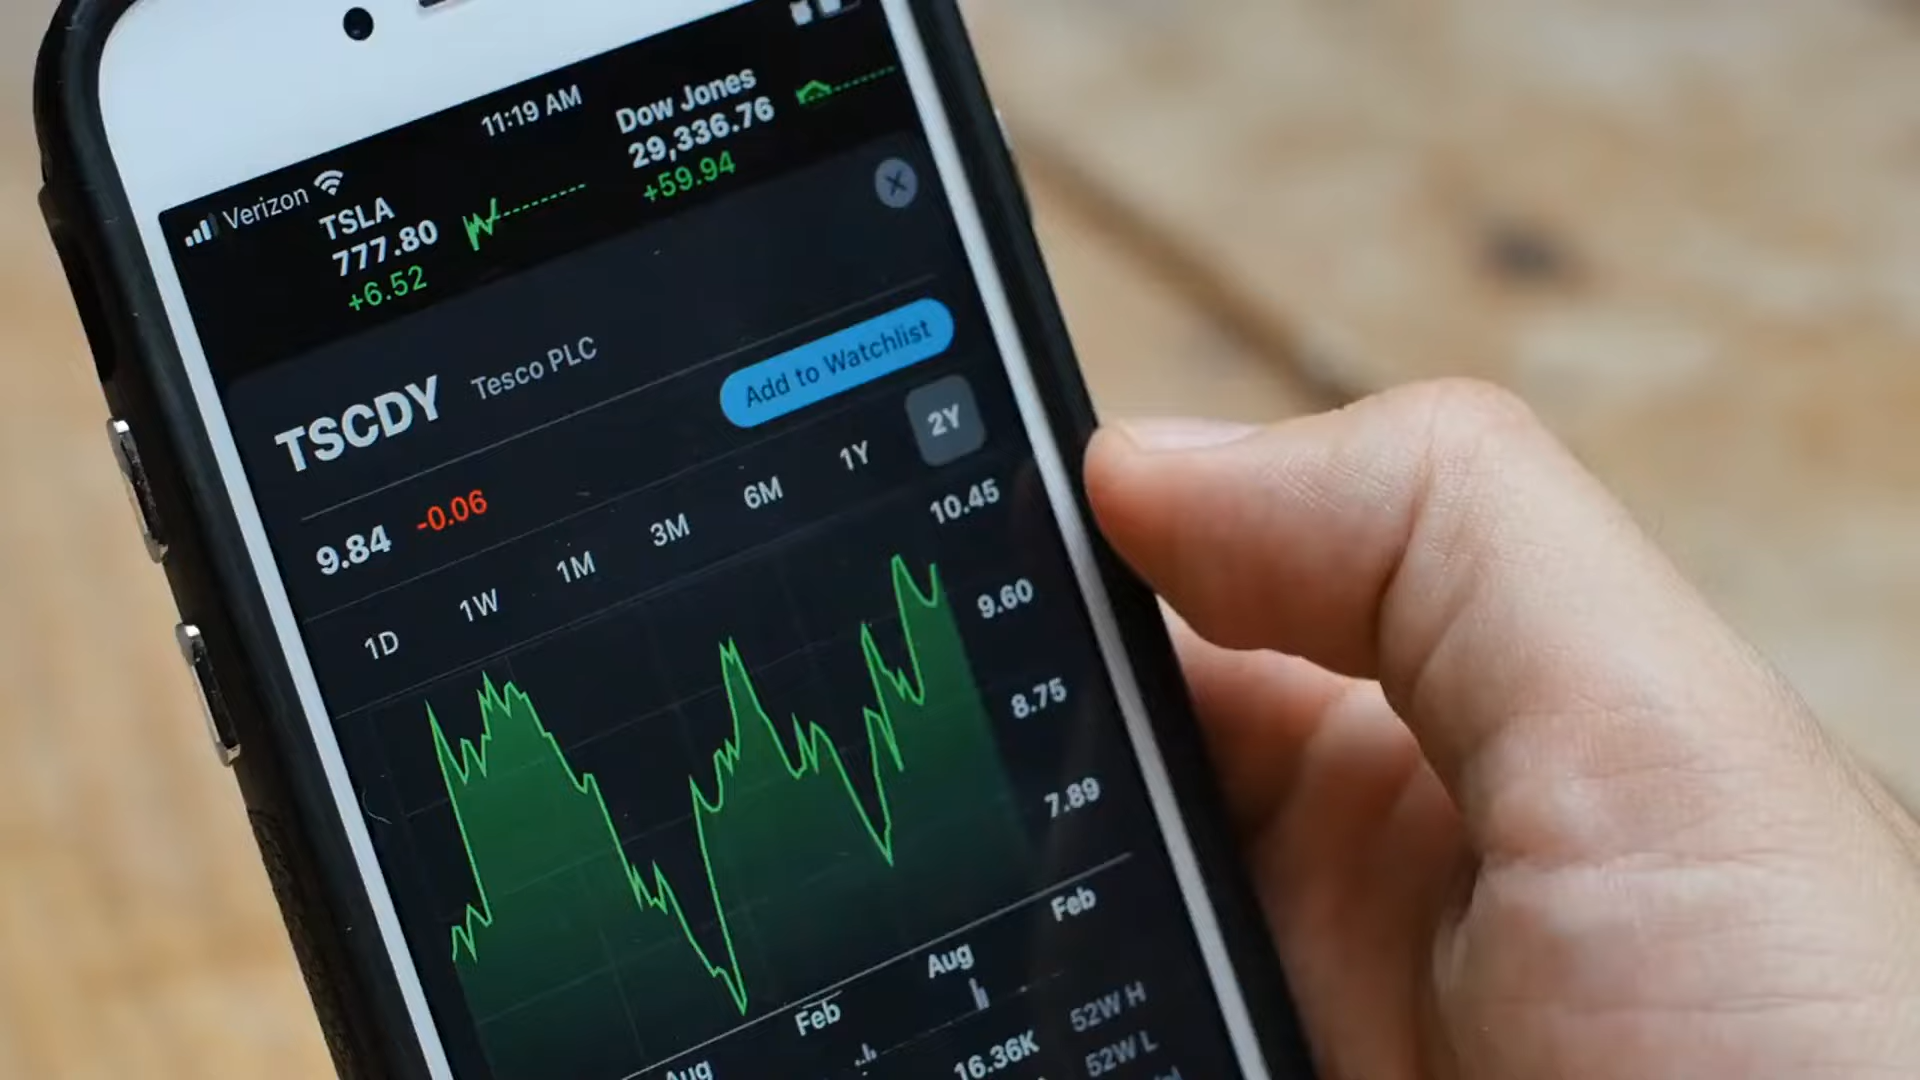 Verizon 11:19 AM
TSLA
777.80
+6.52
Dow Jones
29,336.76
+59.94
TSCDY Tesco PLC
Add to Watchlist
9.84 -0.06
1D 1W 1M 3M 6M 1Y 2Y
10.45
9.60
8.75
7.89
Aug Feb Aug Feb
16.36K
52W H
52W L